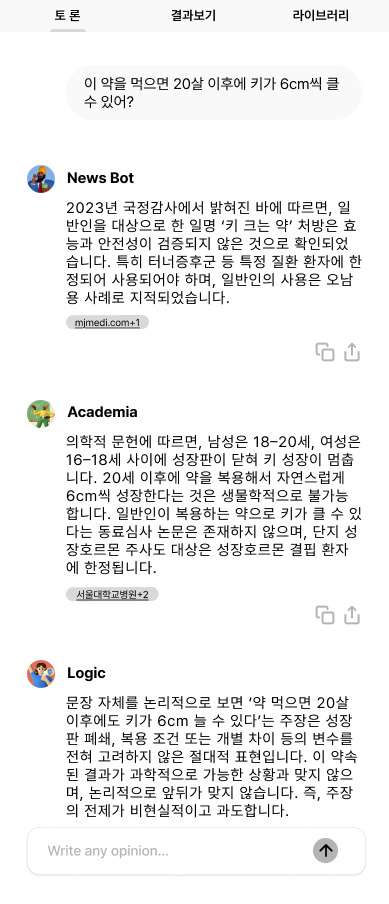 토 론
결과보기
라이브러리
이 약을 먹으면 20살 이후에 키가 6cm씩 클
수 있어?
News Bot
2023년 국정감사에서 밝혀진 바에 따르면, 일
반인을 대상으로 한 일명 ‘키 크는 약’ 처방은 효
능과 안전성이 검증되지 않은 것으로 확인되었
습니다. 특히 터너증후군 등 특정 질환 환자에 한
정되어 사용되어야 하며, 일반인의 사용은 오남
용 사례로 지적되었습니다.
mjmedi.com+1
Academia
의학적 문헌에 따르면, 남성은 18–20세, 여성은
16–18세 사이에 성장판이 닫혀 키 성장이 멈춥
니다. 20세 이후에 약을 복용해서 자연스럽게
6cm씩 성장한다는 것은 생물학적으로 불가능
합니다. 일반인이 복용하는 약으로 키가 클 수 있
다는 동료심사 논문은 존재하지 않으며, 단지 성
장호르몬 주사도 대상은 성장호르몬 결핍 환자
에 한정됩니다.
서울대학교병원+2
Logic
문장 자체를 논리적으로 보면 ‘약 먹으면 20살
이후에도 키가 6cm 늘 수 있다’는 주장은 성장
판 폐쇄, 복용 조건 또는 개별 차이 등의 변수를
전혀 고려하지 않은 절대적 표현입니다. 이 약속
된 결과가 과학적으로 가능한 상황과 맞지 않으
며, 논리적으로 앞뒤가 맞지 않습니다. 즉, 주장
의 전제가 비현실적이고 과도합니다.
Write any opinion...